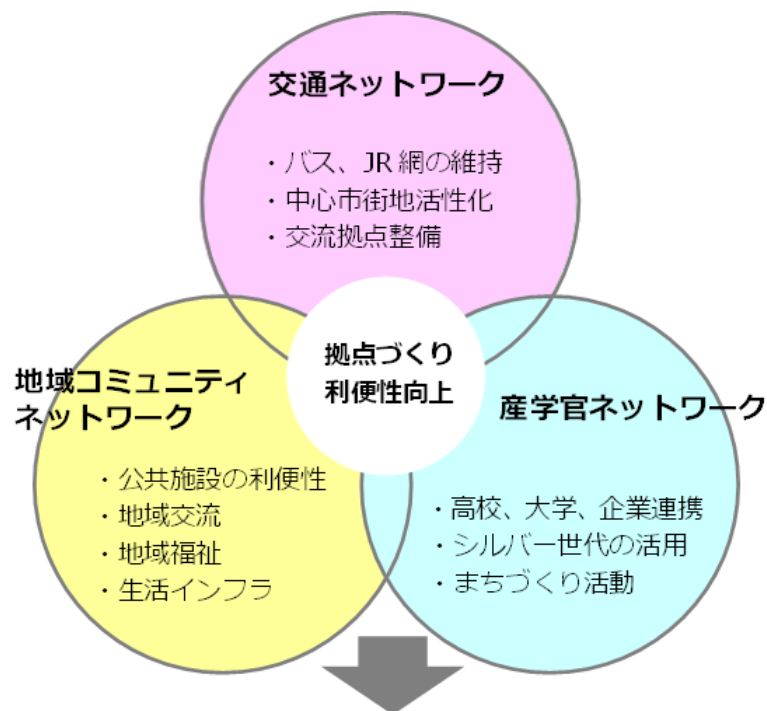 交通ネットワーク
・バス、JR 網の維持
・中心市街地活性化
・交流拠点整備
拠点づくり
利便性向上
地域コミュニティ
ネットワーク
・公共施設の利便性
・地域交流
・地域福祉
・生活インフラ
産学官ネットワーク
・高校、大学、企業連携
・シルバー世代の活用
・まちづくり活動